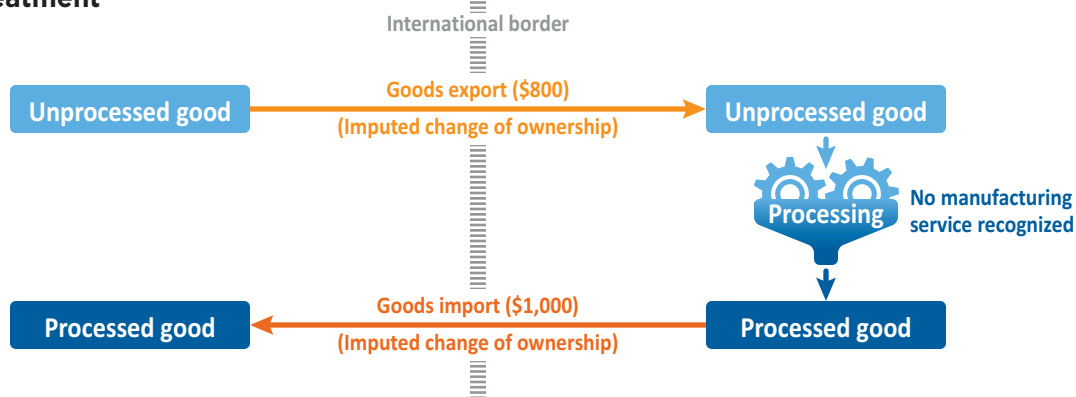 International border
Goods export ($800)
Unprocessed good
Unprocessed good
(Imputed change of ownership)
Processing
No manufacturing
service recognized
Goods import ($1,000)
Processed good
Processed good
(Imputed change of ownership)